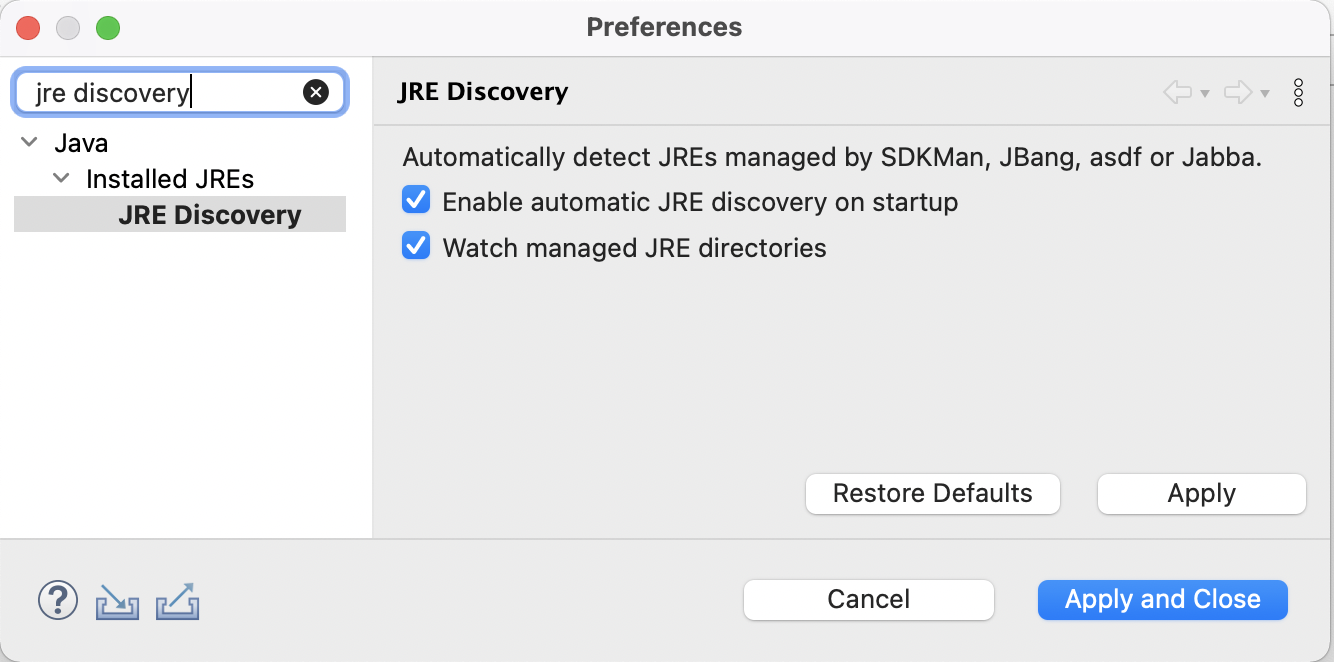 Preferences
jre discovery
Java
Installed JREs
JRE Discovery
JRE Discovery
Automatically detect JREs managed by SDKMan, JBang, asdf or Jabba.
Enable automatic JRE discovery on startup
Watch managed JRE directories
Restore Defaults
Apply
?
Cancel
Apply and Close